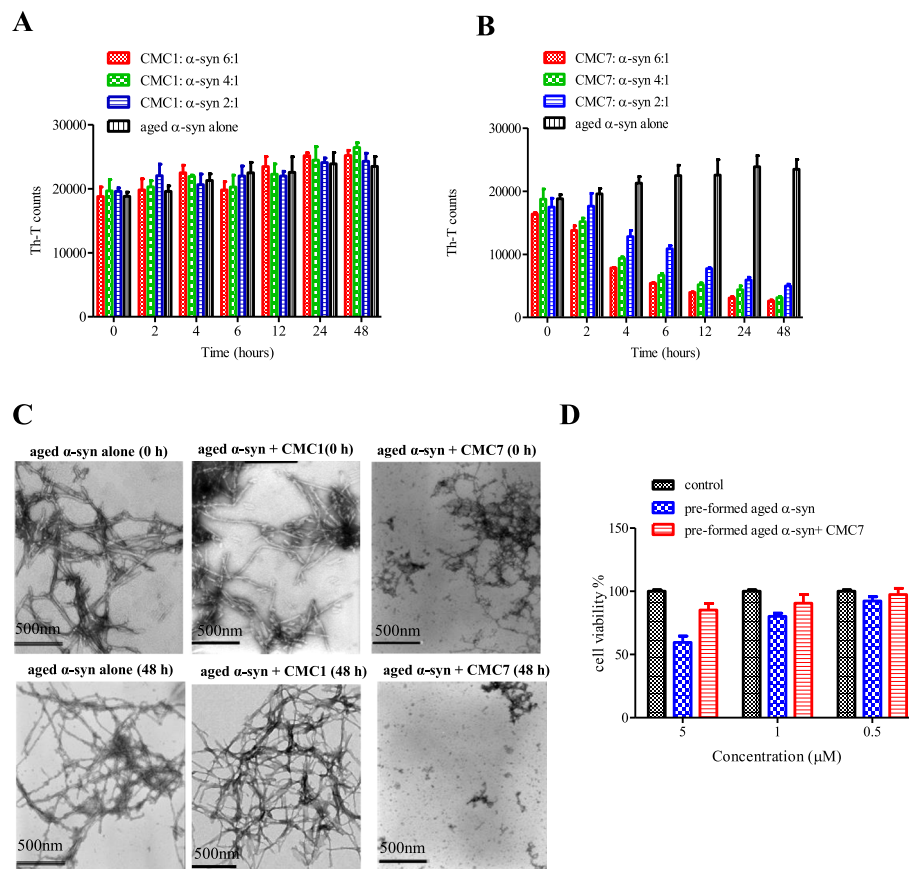 A
CMC1: α-syn 6:1
CMC1: α-syn 4:1
CMC1: α-syn 2:1
aged α-syn alone
30000
20000
10000
0
Th-T counts
0 2 4 6 12 24 48
Time (hours)
B
CMC7: α-syn 6:1
CMC7: α-syn 4:1
CMC7: α-syn 2:1
aged α-syn alone
30000
20000
10000
0
Th-T counts
0 2 4 6 12 24 48
Time (hours)
C
aged α-syn alone (0 h) aged α-syn + CMC1(0 h) aged α-syn + CMC7 (0 h)
500nm 500nm 500nm
aged α-syn alone (48 h) aged α-syn + CMC1 (48 h) aged α-syn + CMC7 (48 h)
500nm 500nm 500nm
D
control
pre-formed aged α-syn
pre-formed aged α-syn+ CMC7
150
100
50
0
cell viability %
5 1 0.5
Concentration (μM)